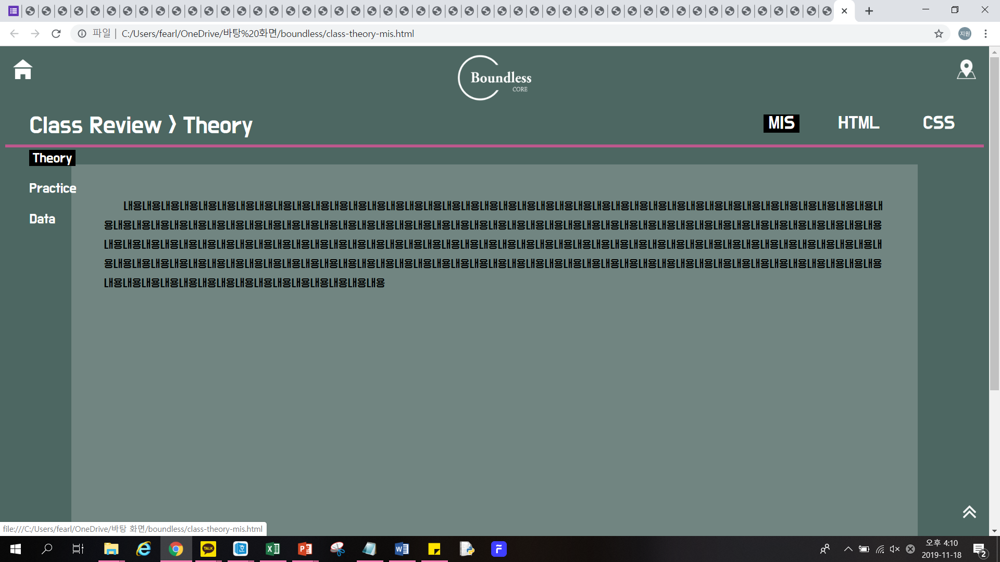 파일 | C:/Users/fearl/OneDrive/바탕%20화면/boundless/class-theory-mis.html
지원
Boundless
CORE
Class Review > Theory
MIS HTML CSS
Theory
Practice
Data
내용내용내용내용내용내용내용내용내용내용내용내용내용내용내용내용내용내용내용내용내용내용내용내용내용내용내용내용내용내용내용내용내용내용내용내용내용내용내용내용내
용내용내용내용내용내용내용내용내용내용내용내용내용내용내용내용내용내용내용내용내용내용내용내용내용내용내용내용내용내용내용내용내용내용내용내용내용내용내용내용내용내용
내용내용내용내용내용내용내용내용내용내용내용내용내용내용내용내용내용내용내용내용내용내용내용내용내용내용내용내용내용내용내용내용내용내용내용내용내용내용내용내용내용내
용내용내용내용내용내용내용내용내용내용내용내용내용내용내용내용내용내용내용내용내용내용내용내용내용내용내용내용내용내용내용내용내용내용내용내용내용내용내용내용내용내용
내용내용내용내용내용내용내용내용내용내용내용내용내용내용내용
file:///C:/Users/fearl/OneDrive/바탕 화면/boundless/class-theory-mis.html
TALK
오후 4:10
2019-11-18
2